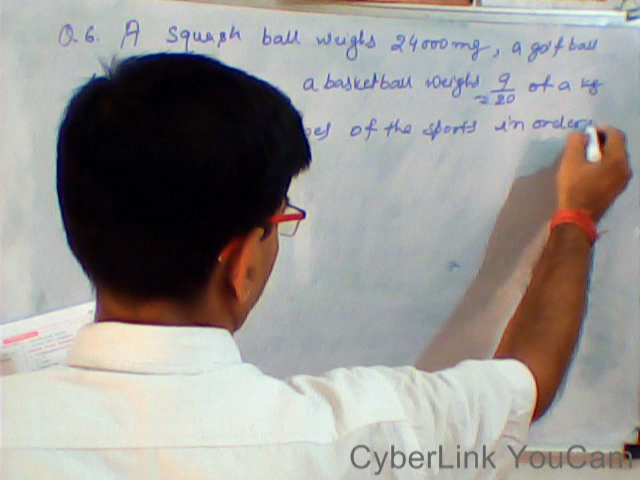 Q.6. A squash ball weighs 24000mg, a golf ball
a basketball weighs 9/20 of a kg
of the sports in order
CyberLink YouCam